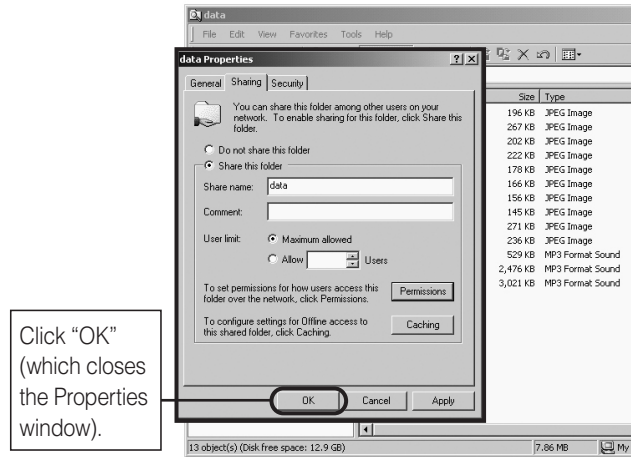 data
File Edit View Favorites Tools Help
data Properties
General Sharing Security
You can share this folder among other users on your
network. To enable sharing for this folder, click Share this
folder.
Do not share this folder
Share this folder
Share name: data
Comment:
User limit: Maximum allowed
Allow Users
To set permissions for how users access this
folder over the network, click Permissions.
Permissions
To configure settings for Offline access to
this shared folder, click Caching.
Caching
OK Cancel Apply
Size Type
196 KB JPEG Image
267 KB JPEG Image
202 KB JPEG Image
222 KB JPEG Image
178 KB JPEG Image
166 KB JPEG Image
156 KB JPEG Image
145 KB JPEG Image
271 KB JPEG Image
236 KB JPEG Image
529 KB MP3 Format Sound
2,476 KB MP3 Format Sound
3,021 KB MP3 Format Sound
13 object(s) (Disk free space: 12.9 GB) 7.86 MB My
Click “OK”
(which closes
the Properties
window).